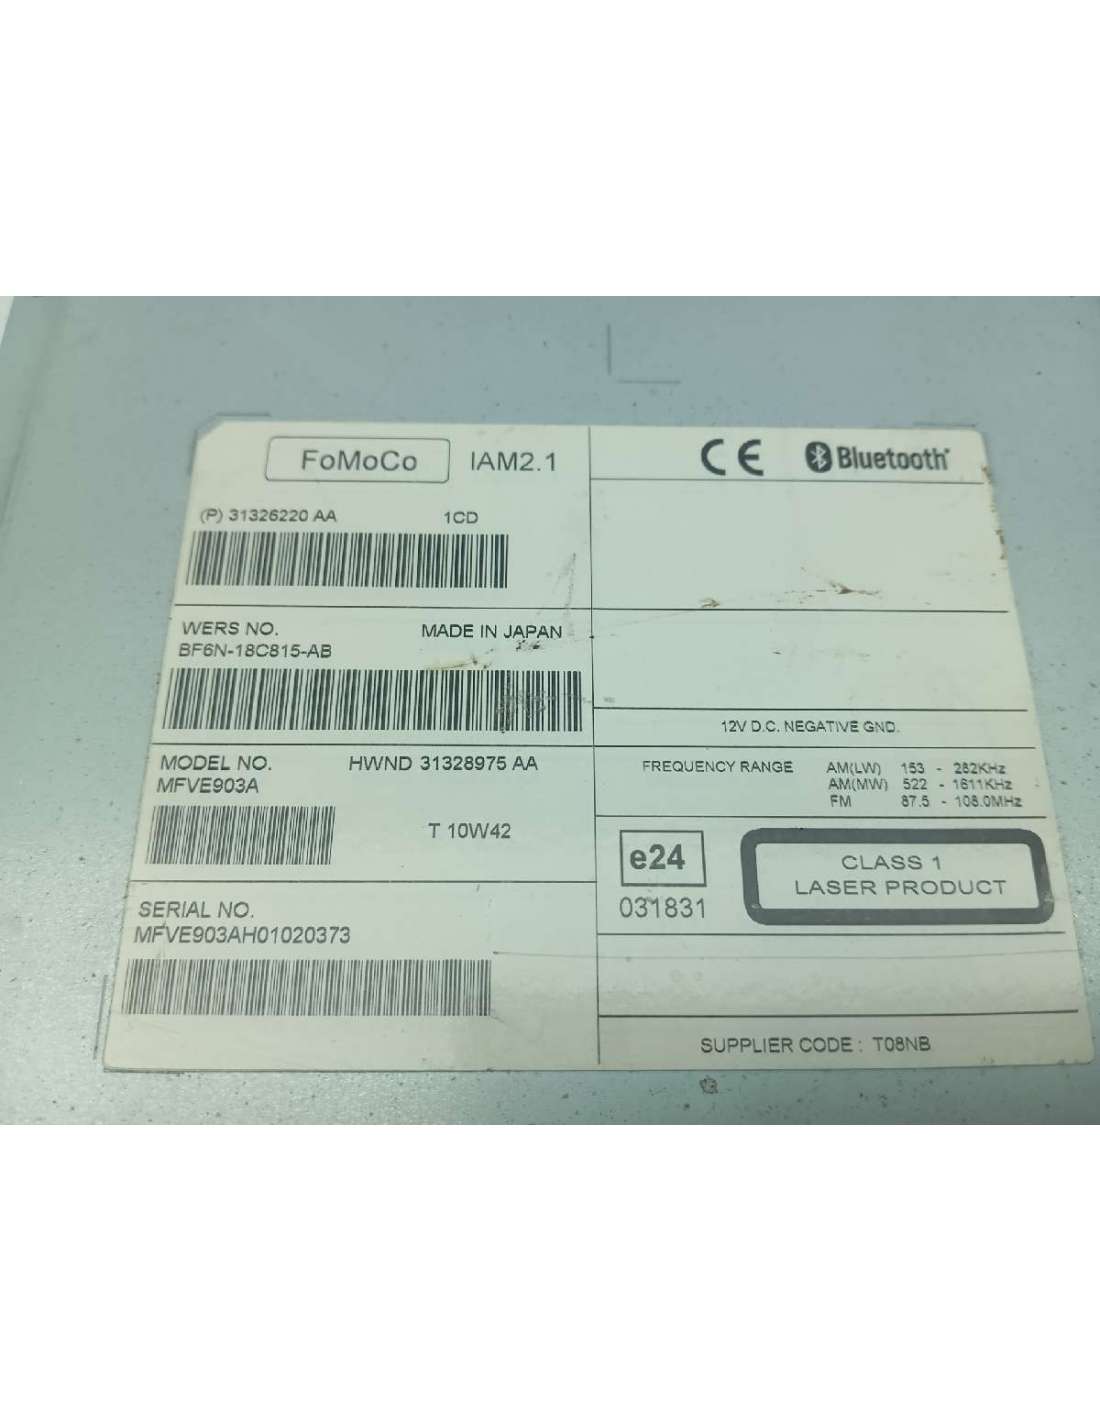 FoMoCo IAM2.1
(P) 31326220 AA 1CD
WERS NO. MADE IN JAPAN
BF6N-18C815-AB
MODEL NO. HWND 31328975 AA
MFVE903A
T 10W42
SERIAL NO.
MFVE903AH01020373
CE Bluetooth®
12V D.C. NEGATIVE GND.
FREQUENCY RANGE AM(LW) 153 - 282KHz
AM(MW) 522 - 1611KHz
FM 87.5 - 108.0MHz
e24
031831
CLASS 1
LASER PRODUCT
SUPPLIER CODE : T08NB